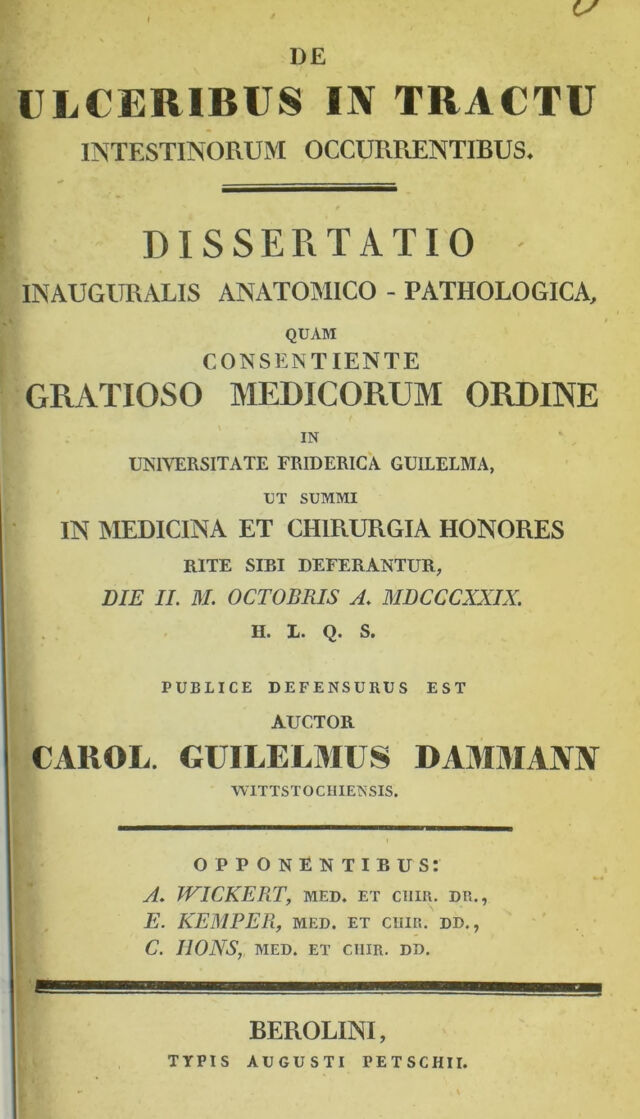 DE
ULCERIBUS IN TRACTU
INTESTINORUM OCCURRENTIBUS.
DISSERTATIO
INAUGURALIS ANATOMICO - PATHOLOGICA,
QUAM
CONSENTIENTE
GRATIOSO MEDICORUM ORDINE
IN
UNIVERSITATE FRIDERICA GUILELMA,
UT SUMMI
IN MEDICINA ET CHIRURGIA HONORES
RITE SIBI DEFERANTUR,
DIE II. M. OCTOBRIS A. MDCCCXXIX.
H. L. Q. S.
PUBLICE DEFENSURUS EST
AUCTOR
CAROL. GUILELMUS DAMMANN
WITTSTOCHIENSIS.
OPPONENTIBUS:
A. WICKERT, MED. ET CHIR. DR.,
E. KEMPER, MED. ET CHIR. DD.,
C. HONS, MED. ET CHIR. DD.
BEROLINI,
TYPIS AUGUSTI PETSCHII.